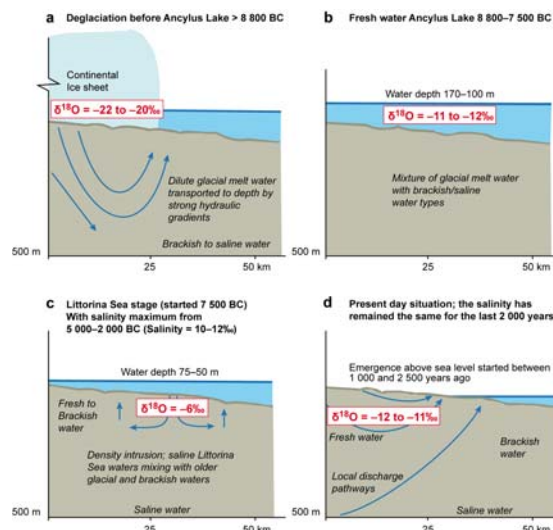 a Deglaciation before Ancylus Lake > 8 800 BC
Continental
Ice sheet
δ18O = –22 to –20‰
Dilute glacial melt water
transported to depth by
strong hydraulic
gradients
Brackish to saline water
500 m
25
50 km
b Fresh water Ancylus Lake 8 800–7 500 BC
Water depth 170–100 m
δ18O = –11 to –12‰
Mixture of glacial melt water
with brackish/saline
water types
500 m
25
50 km
c Littorina Sea stage (started 7 500 BC)
With salinity maximum from
5 000–2 000 BC (Salinity = 10–12‰)
Water depth 75–50 m
Fresh to
Brackish
water
δ18O = –6‰
Density intrusion; saline Littorina
Sea waters mixing with older
glacial and brackish waters
Saline water
500 m
25
50 km
d Present day situation; the salinity has
remained the same for the last 2 000 years
Emergence above sea level started between
1 000 and 2 500 years ago
δ18O = –12 to –11‰
Fresh water
Brackish
water
Local discharge
pathways
Saline water
500 m
25
50 km